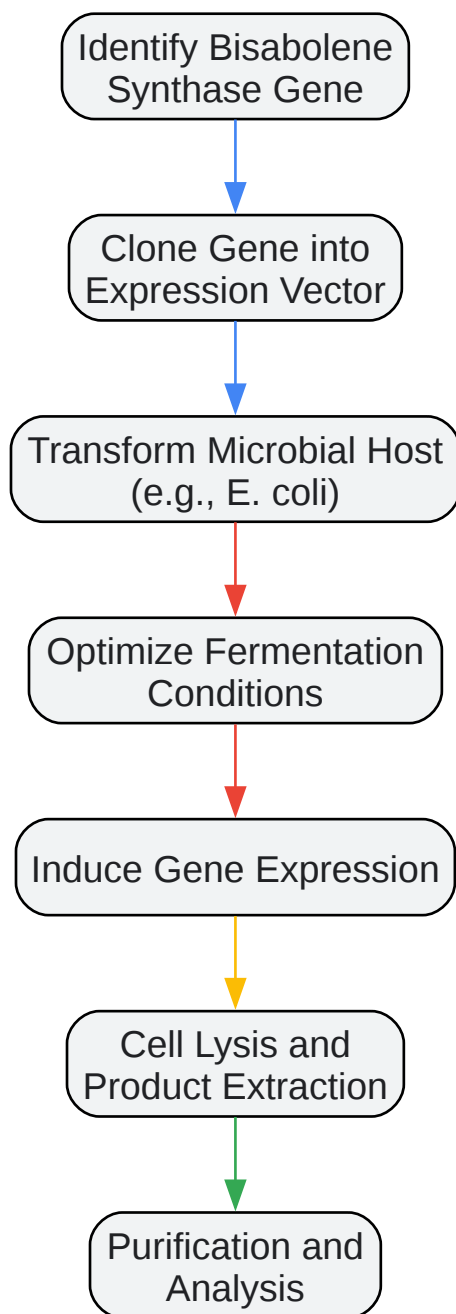 Identify Bisabolene
Synthase Gene
Clone Gene into
Expression Vector
Transform Microbial Host
(e.g., E. coli)
Optimize Fermentation
Conditions
Induce Gene Expression
Cell Lysis and
Product Extraction
Purification and
Analysis